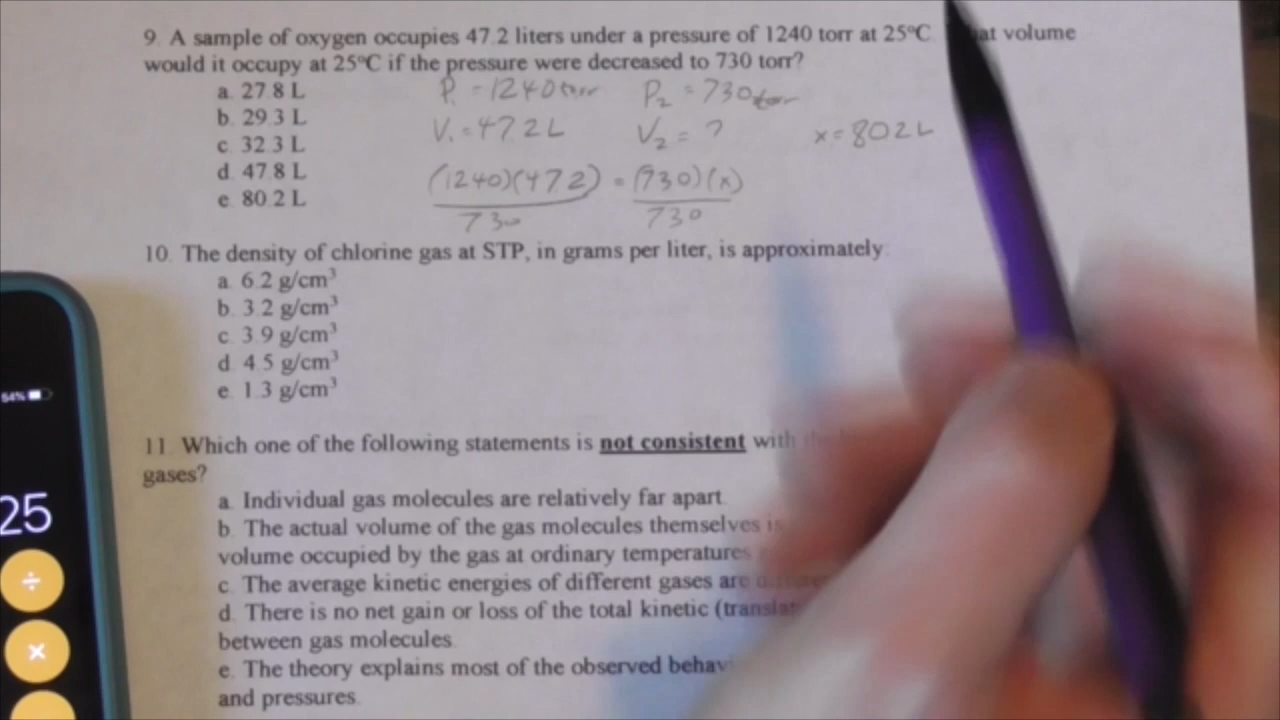 9. A sample of oxygen occupies 47.2 liters under a pressure of 1240 torr at 25°C. volume
would it occupy at 25°C if the pressure were decreased to 730 torr?
a. 27.8 L P₁ = 1240 torr P₂ = 730 torr
b. 29.3 L V₁ = 47.2 L V₂ = ? x = 80.2 L
c. 32.3 L
d. 47.8 L (1240)(47.2) = (730)(x)
e. 80.2 L 730 730
10. The density of chlorine gas at STP, in grams per liter, is approximately:
a. 6.2 g/cm³
b. 3.2 g/cm³
c. 3.9 g/cm³
d. 4.5 g/cm³
e. 1.3 g/cm³
54%
11. Which one of the following statements is not consistent with
gases?
a. Individual gas molecules are relatively far apart.
25
b. The actual volume of the gas molecules themselves is
volume occupied by the gas at ordinary temperatures
÷
c. The average kinetic energies of different gases are
d. There is no net gain or loss of the total kinetic
between gas molecules.
×
e. The theory explains most of the observed
and pressures.